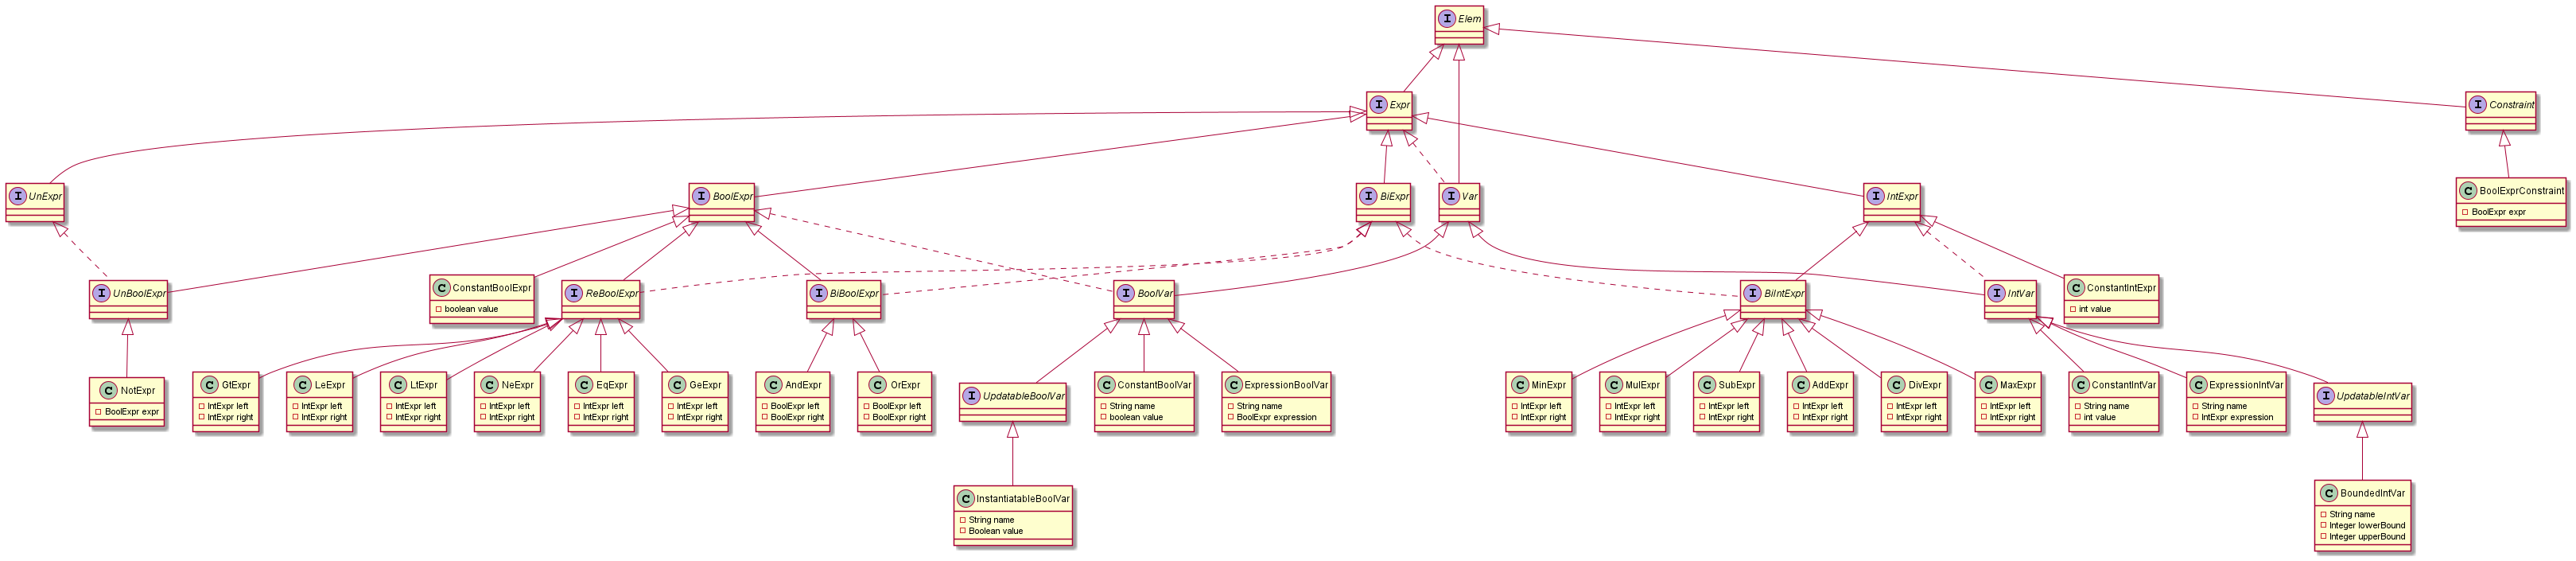 I Elem
I Expr
I Constraint
I UnExpr
I BoolExpr
I BiExpr
I Var
I IntExpr
C BoolExprConstraint
BoolExpr expr
I UnBoolExpr
C ConstantBoolExpr
boolean value
I ReBoolExpr
I BiBoolExpr
I BoolVar
I BiIntExpr
I IntVar
C ConstantIntExpr
int value
C NotExpr
BoolExpr expr
C GtExpr
IntExpr left
IntExpr right
C LeExpr
IntExpr left
IntExpr right
C LtExpr
IntExpr left
IntExpr right
C NeExpr
IntExpr left
IntExpr right
C EqExpr
IntExpr left
IntExpr right
C GeExpr
IntExpr left
IntExpr right
C AndExpr
BoolExpr left
BoolExpr right
C OrExpr
BoolExpr left
BoolExpr right
I UpdatableBoolVar
C ConstantBoolVar
String name
boolean value
C ExpressionBoolVar
String name
BoolExpr expression
C MinExpr
IntExpr left
IntExpr right
C MulExpr
IntExpr left
IntExpr right
C SubExpr
IntExpr left
IntExpr right
C AddExpr
IntExpr left
IntExpr right
C DivExpr
IntExpr left
IntExpr right
C MaxExpr
IntExpr left
IntExpr right
C ConstantIntVar
String name
int value
C ExpressionIntVar
String name
IntExpr expression
I UpdatableIntVar
C InstantiatableBoolVar
String name
Boolean value
C BoundedIntVar
String name
Integer lowerBound
Integer upperBound